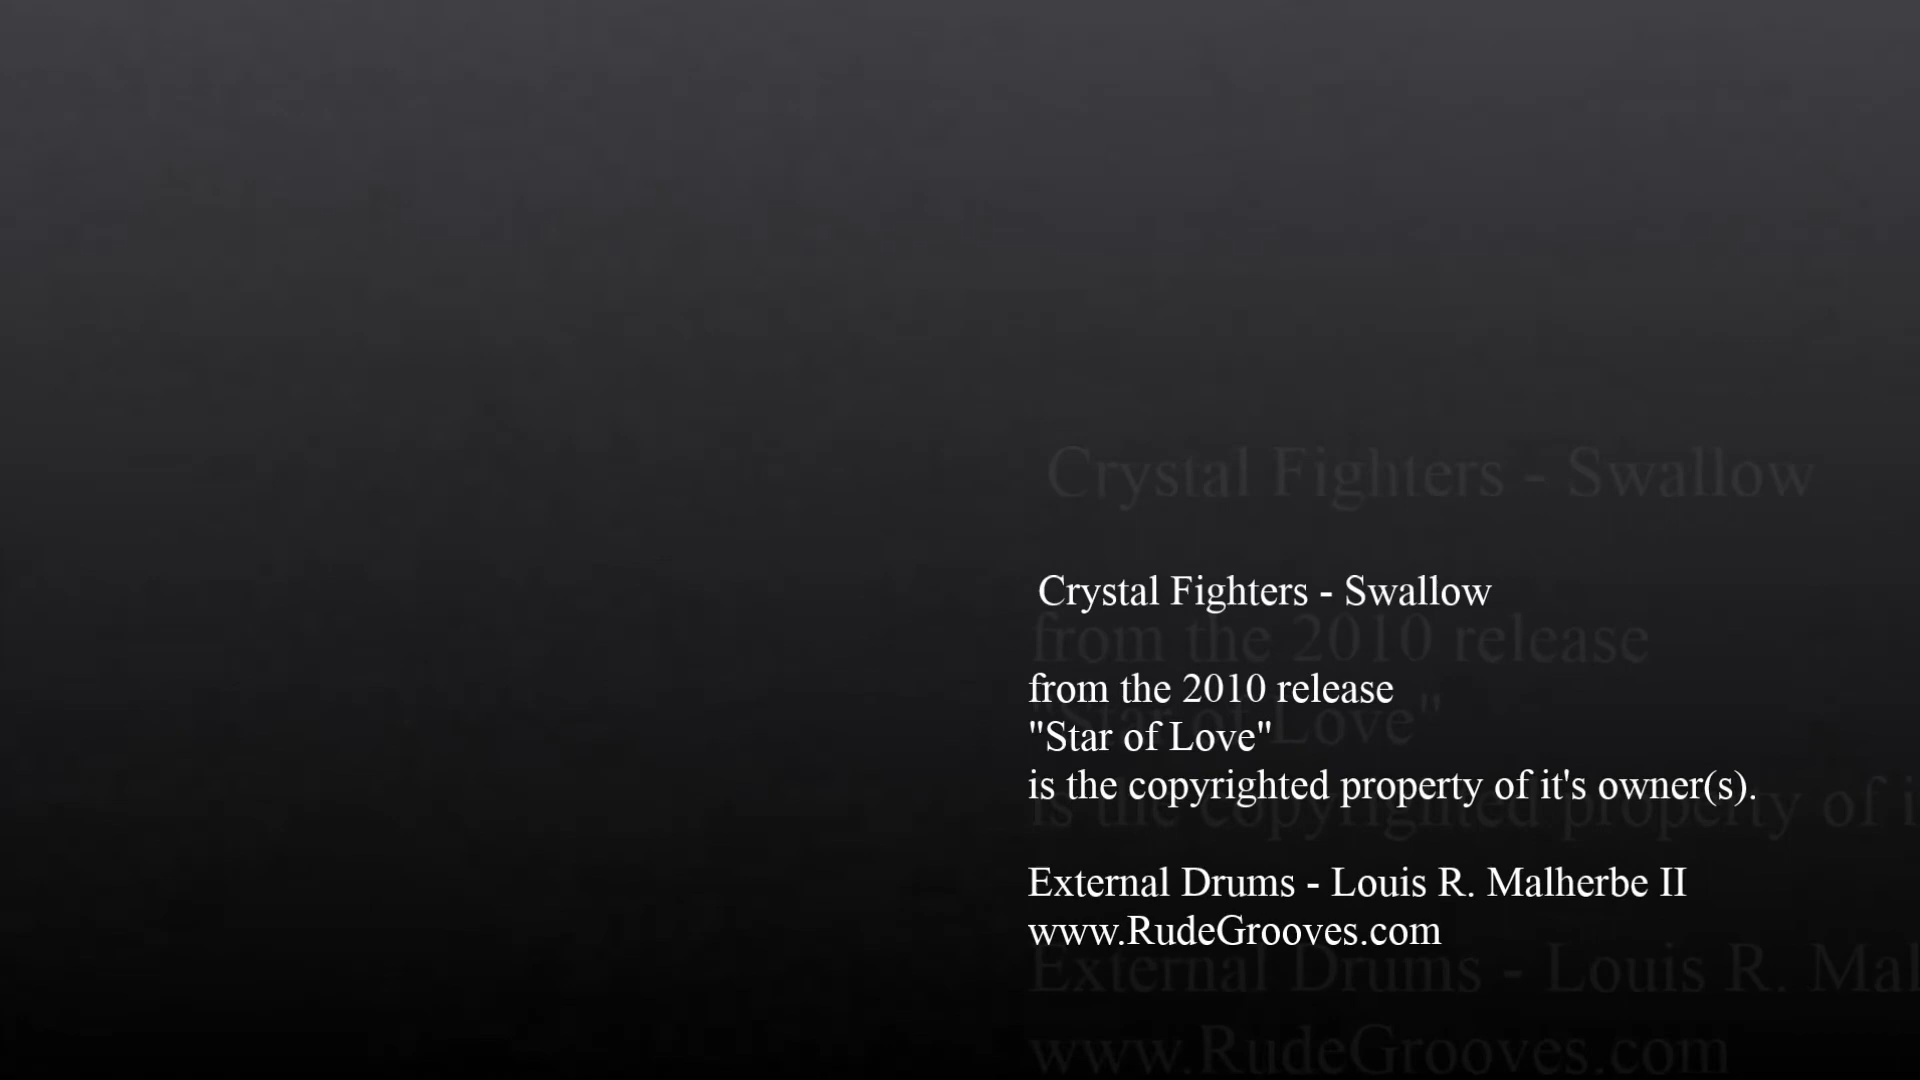 Crystal Fighters - Swallow
from the 2010 release
"Star of Love"
is the copyrighted property of it's owner(s).
External Drums - Louis R. Malherbe II
www.RudeGrooves.com